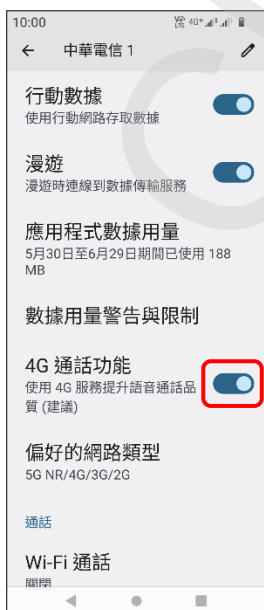 10:00
4G+
中華電信 1
行動數據
使用行動網路存取數據
漫遊
漫遊時連線到數據傳輸服務
應用程式數據用量
5月30日至6月29日期間已使用 188
MB
數據用量警告與限制
4G 通話功能
使用 4G 服務提升語音通話品
質 (建議)
偏好的網路類型
5G NR/4G/3G/2G
通話
Wi-Fi 通話
關閉